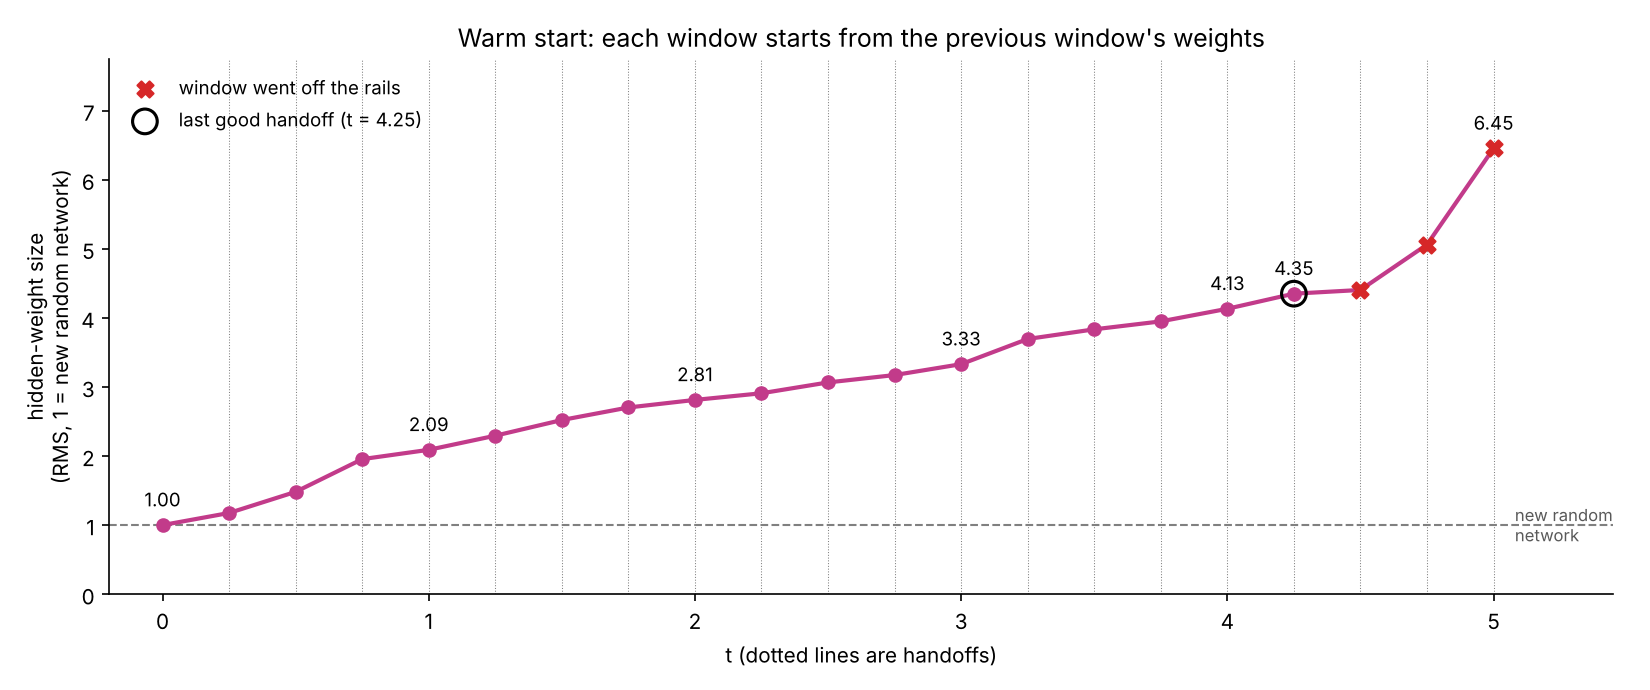 Warm start: each window starts from the previous window's weights
window went off the rails
last good handoff (t = 4.25)
hidden-weight size
(RMS, 1 = new random network)
7
6
5
4
3
2
1
0
1.00
2.09
2.81
3.33
4.13
4.35
6.45
new random
network
0
1
2
3
4
5
t (dotted lines are handoffs)